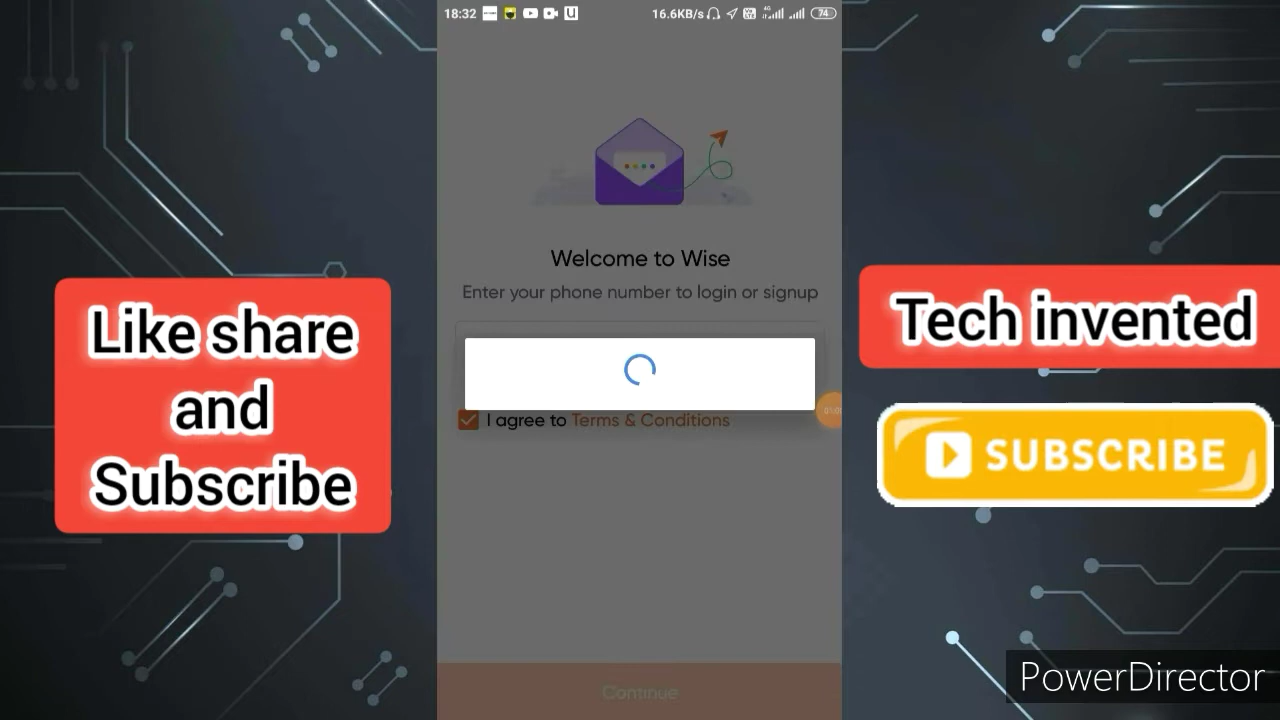 18:32
16.6KB/s
4G
74
Welcome to Wise
Enter your phone number to login or signup
I agree to Terms & Conditions
Continue
Like share
and
Subscribe
Tech invented
SUBSCRIBE
PowerDirector